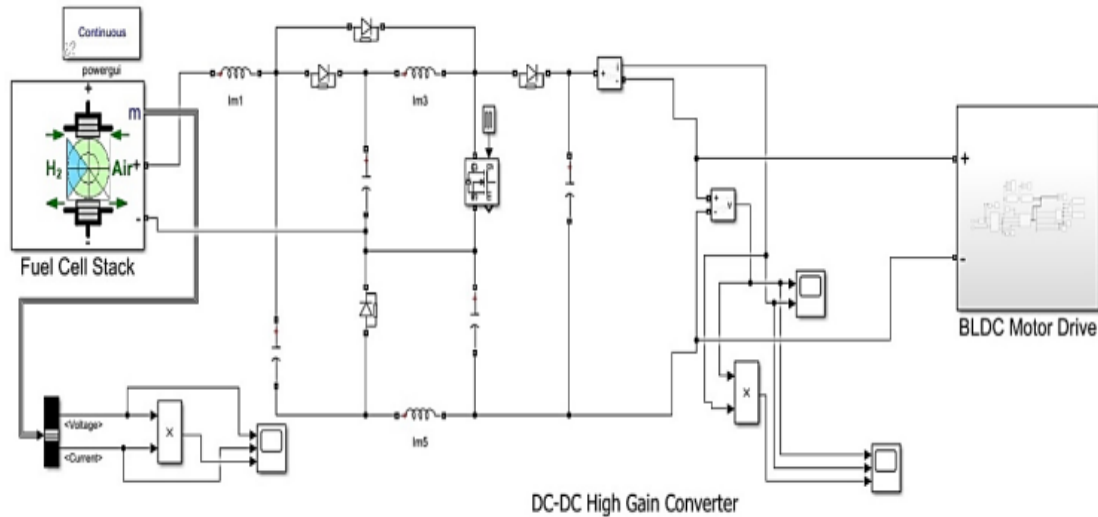 Continuous
powergui
+
m
H₂
Air
+
-
-
Fuel Cell Stack
lm1
lm3
lm5
<Voltage>
<Current>
X
+
-
i
+
-
v
X
+
-
BLDC Motor Drive
DC-DC High Gain Converter